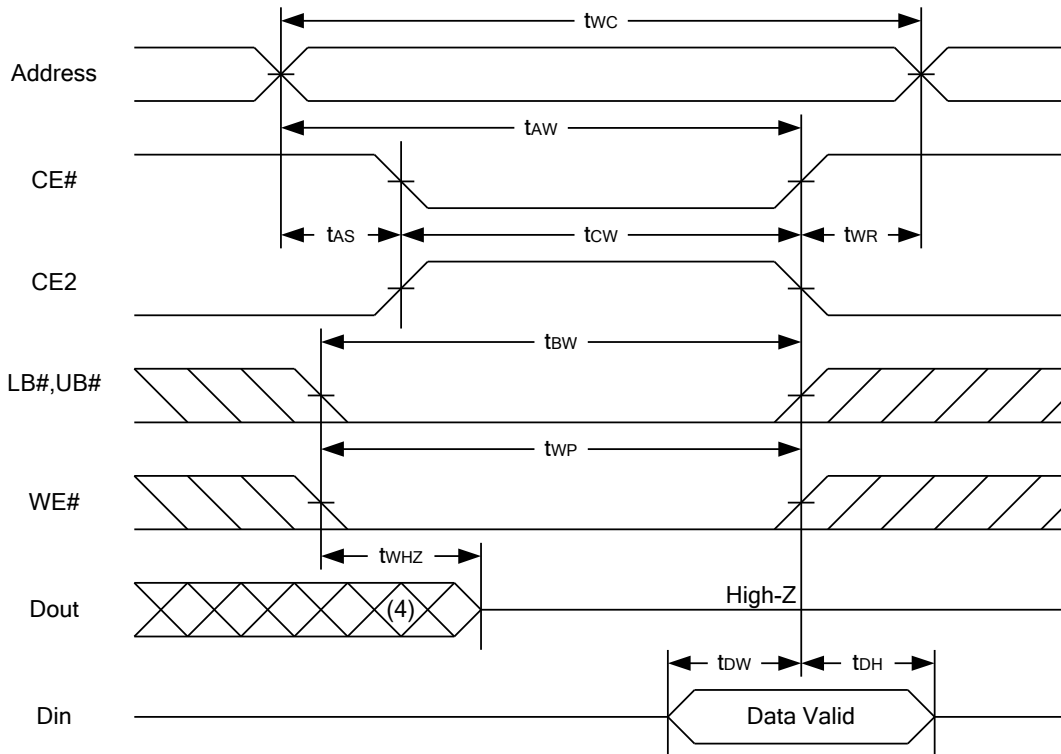 tWC
Address
tAW
CE#
tAS
tCW
tWR
CE2
tBW
LB#,UB#
tWP
WE#
tWHZ
Dout
(4)
High-Z
tDW
tDH
Din
Data Valid